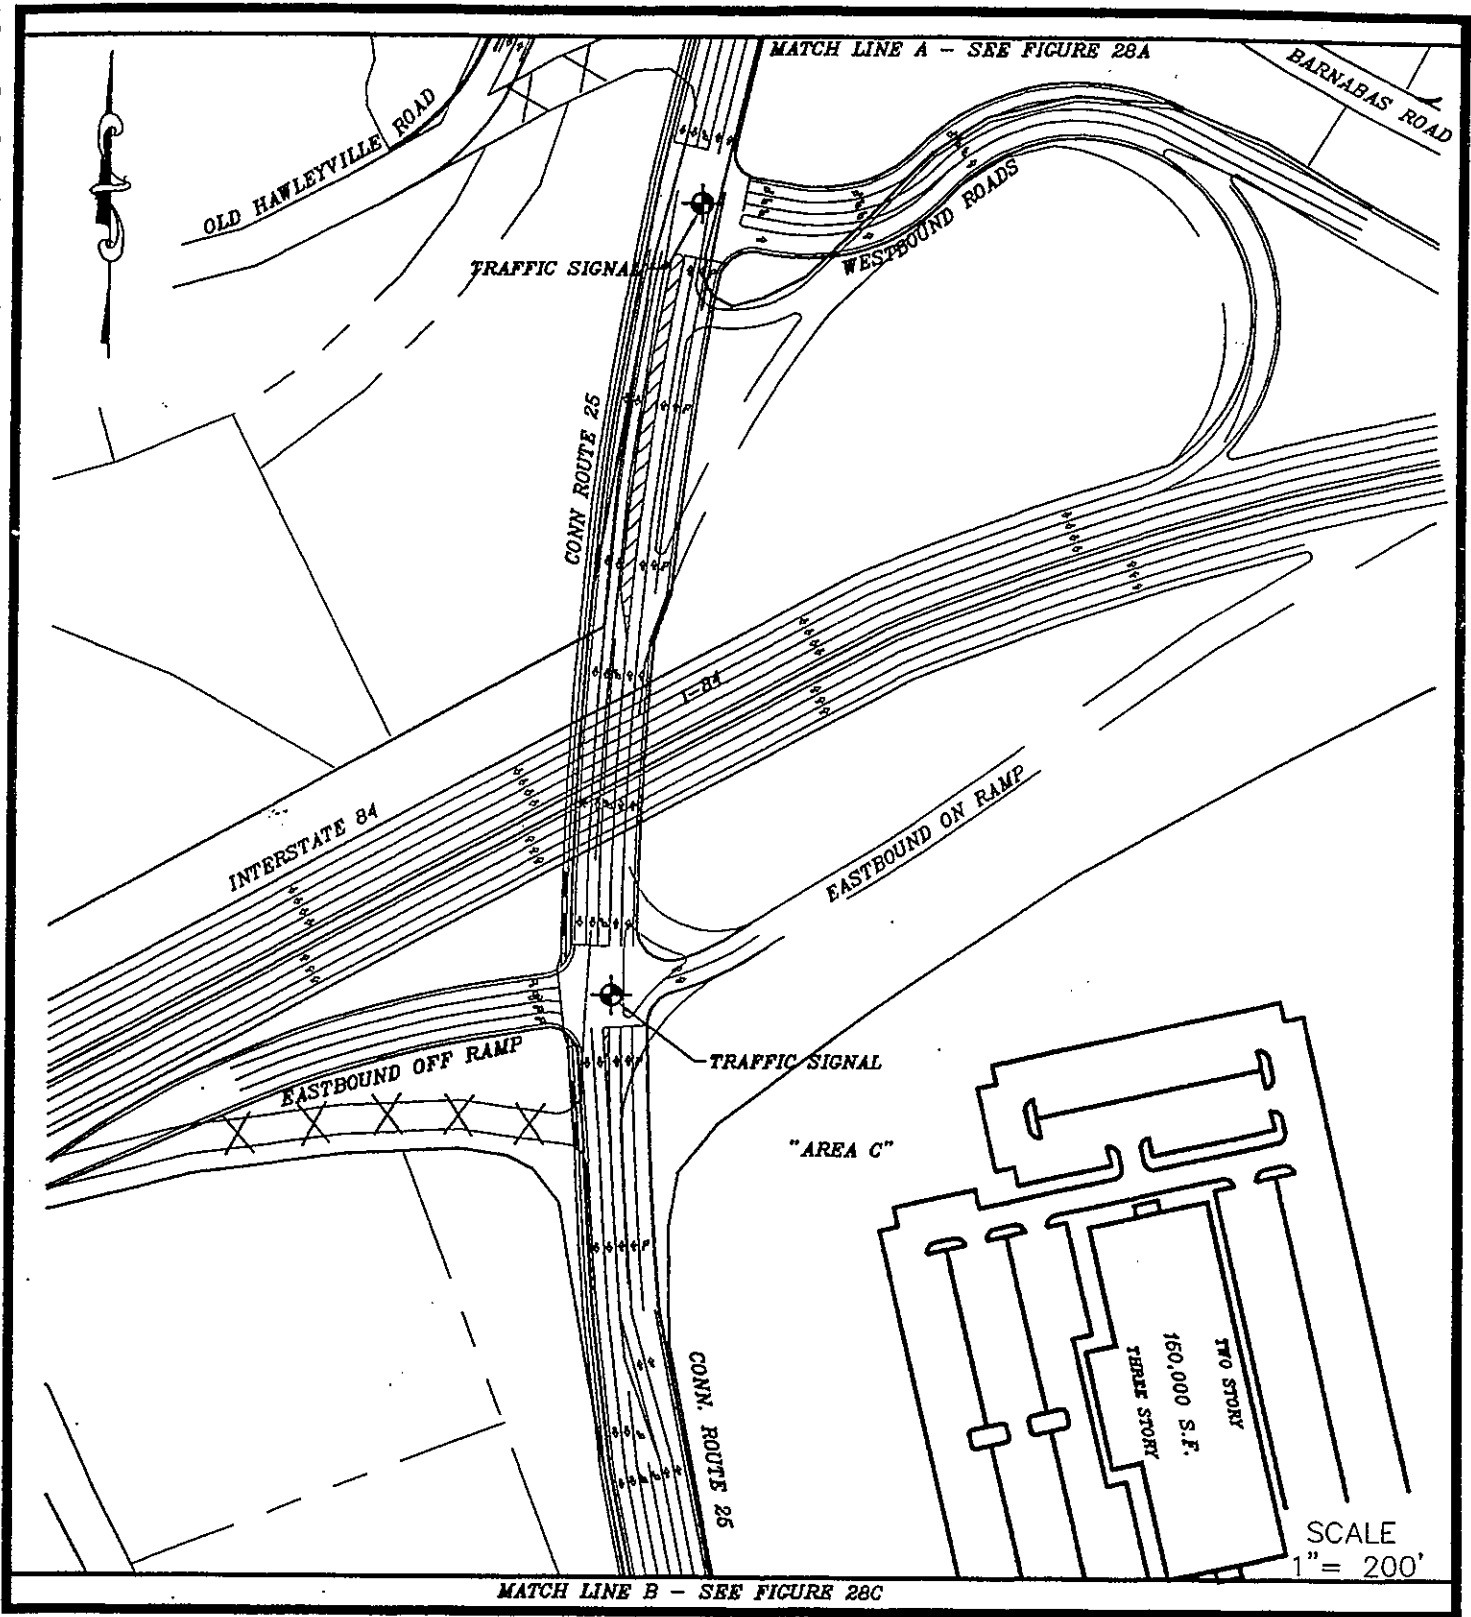 MATCH LINE A - SEE FIGURE 28A
BARNABAS ROAD
OLD HAWLEYVILLE ROAD
WESTBOUND ROADS
TRAFFIC SIGNAL
CONN ROUTE 25
I-84
INTERSTATE 84
EASTBOUND ON RAMP
EASTBOUND OFF RAMP
TRAFFIC SIGNAL
"AREA C"
CONN. ROUTE 25
TWO STORY
160,000 S.F.
THREE STORY
SCALE
1"= 200'
MATCH LINE B - SEE FIGURE 28C